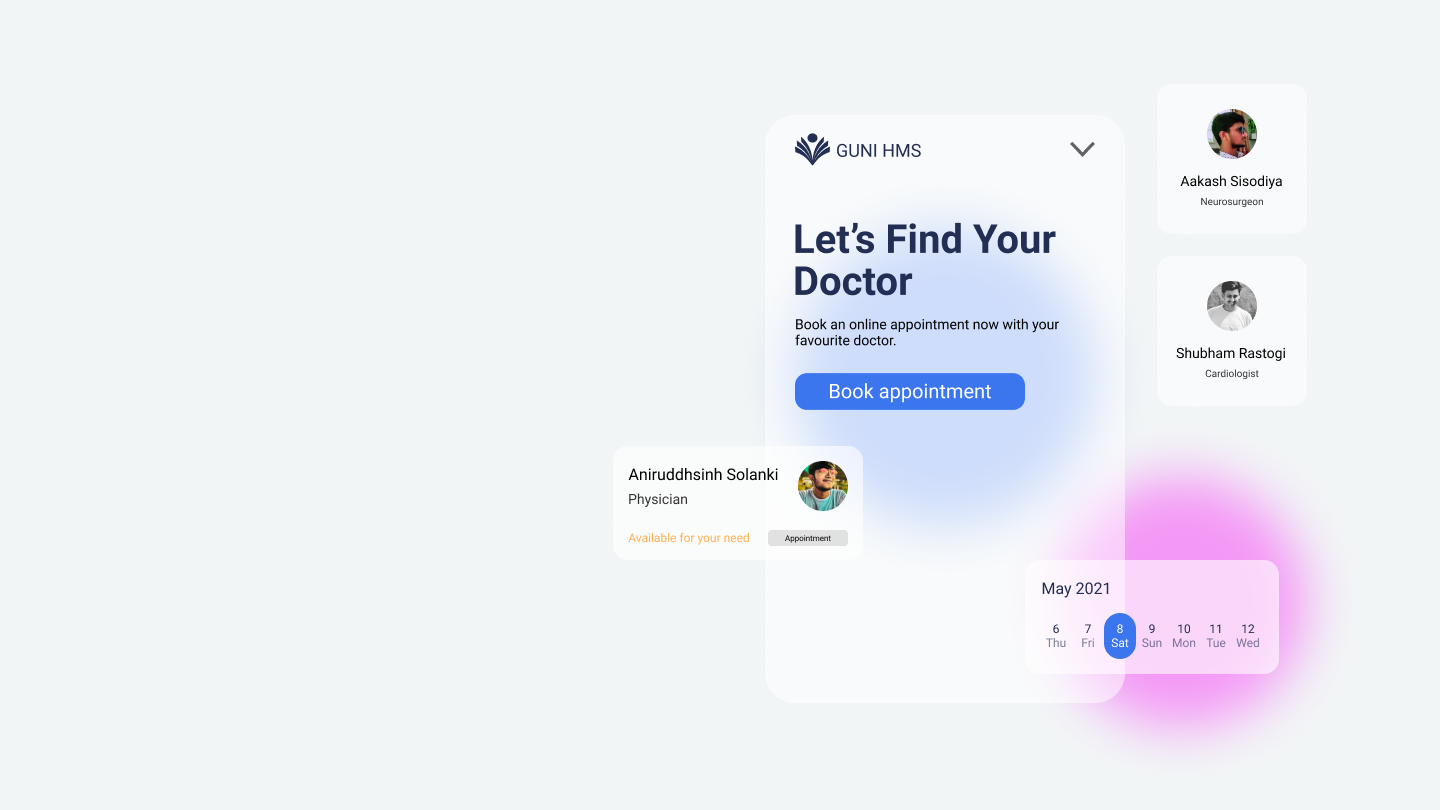 GUNI HMS
Let’s Find Your
Doctor
Book an online appointment now with your
favourite doctor.
Book appointment
Aakash Sisodiya
Neurosurgeon
Shubham Rastogi
Cardiologist
Aniruddhsinh Solanki
Physician
Available for your need
Appointment
May 2021
6 7 8 9 10 11 12
Thu Fri Sat Sun Mon Tue Wed